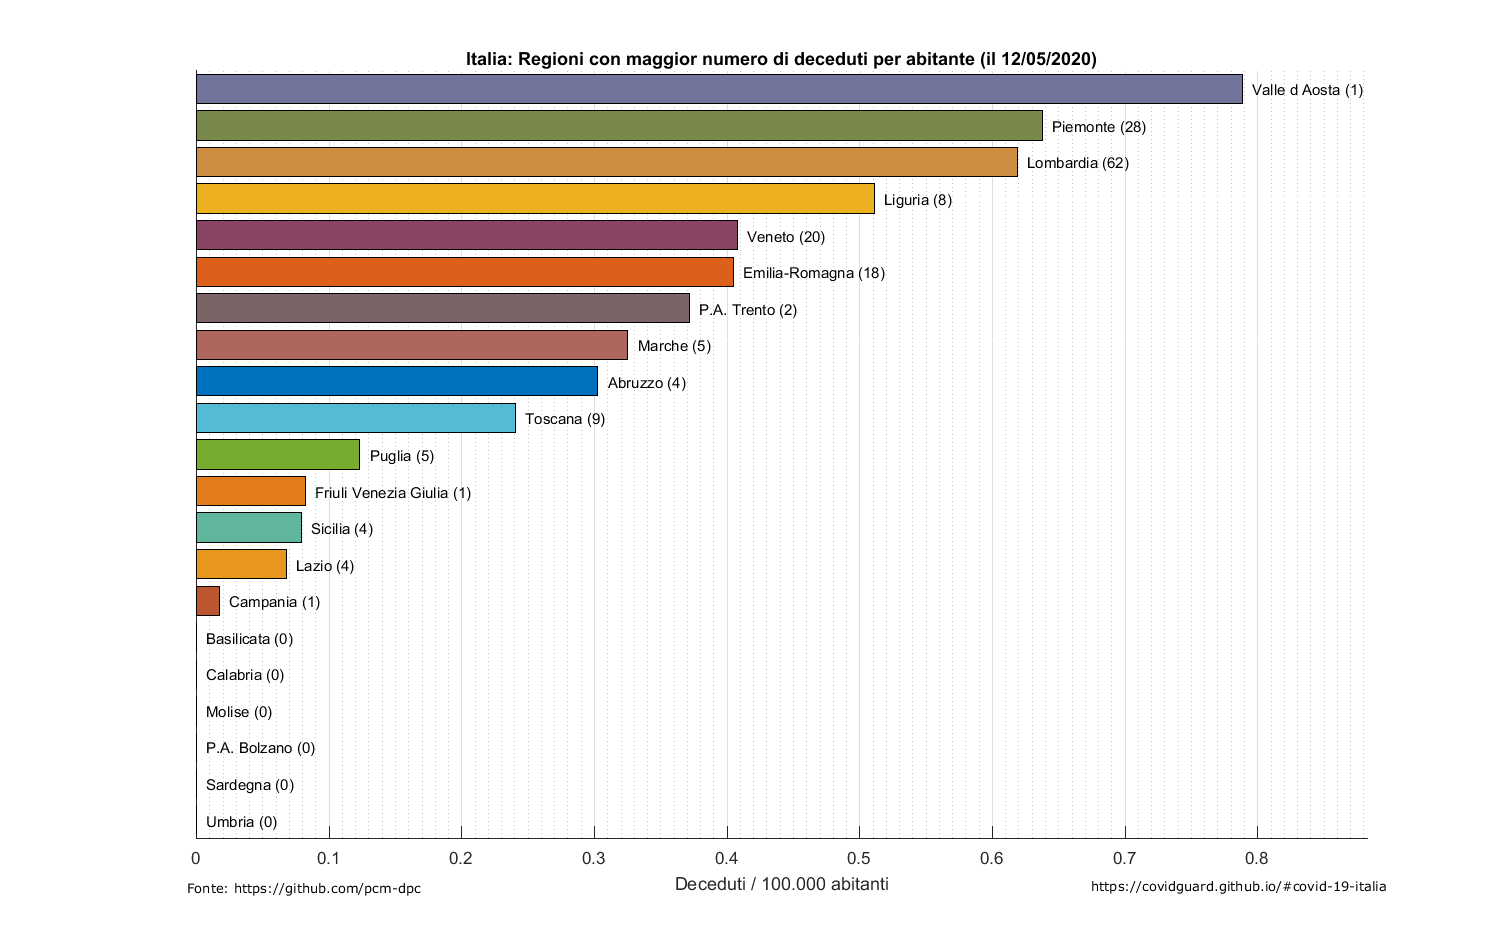 Italia: Regioni con maggior numero di deceduti per abitante (il 12/05/2020)
Valle d Aosta (1)
Piemonte (28)
Lombardia (62)
Liguria (8)
Veneto (20)
Emilia-Romagna (18)
P.A. Trento (2)
Marche (5)
Abruzzo (4)
Toscana (9)
Puglia (5)
Friuli Venezia Giulia (1)
Sicilia (4)
Lazio (4)
Campania (1)
Basilicata (0)
Calabria (0)
Molise (0)
P.A. Bolzano (0)
Sardegna (0)
Umbria (0)
0 0.1 0.2 0.3 0.4 0.5 0.6 0.7 0.8
Deceduti / 100.000 abitanti
Fonte: https://github.com/pcm-dpc
https://covidguard.github.io/#covid-19-italia